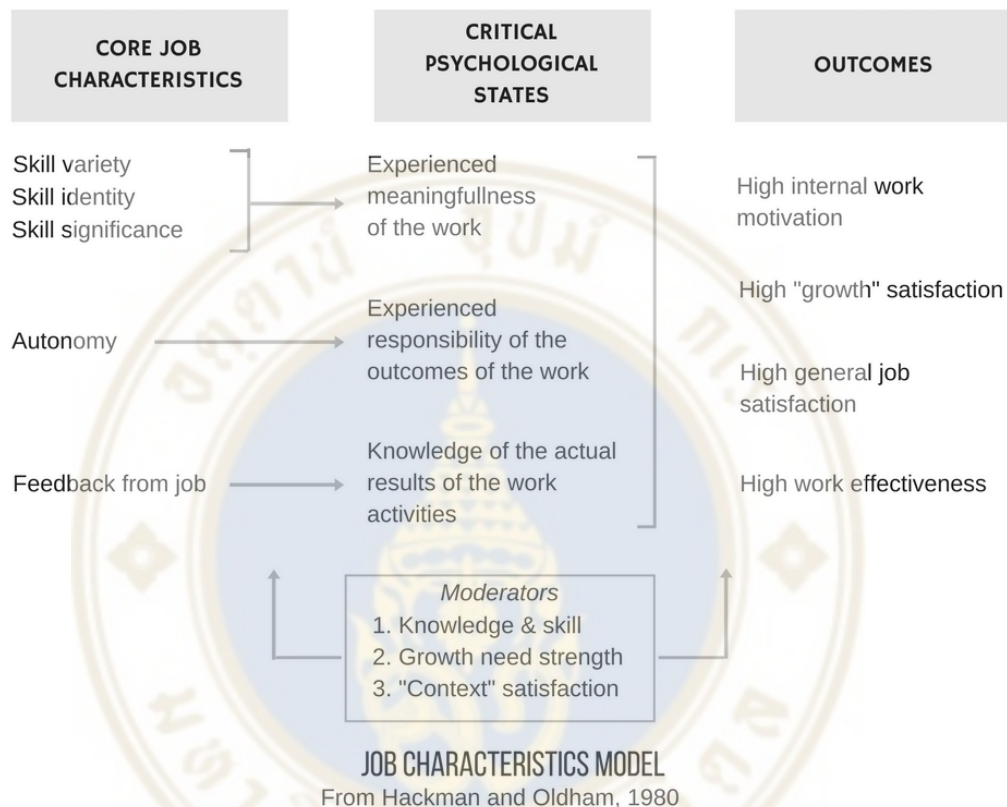 CORE JOB
CHARACTERISTICS
CRITICAL
PSYCHOLOGICAL
STATES
OUTCOMES
Skill variety
Skill identity
Skill significance
Experienced
meaningfullness
of the work
High internal work
motivation
High "growth" satisfaction
Autonomy
Experienced
responsibility of the
outcomes of the work
High general job
satisfaction
Feedback from job
Knowledge of the actual
results of the work
activities
High work effectiveness
Moderators
1. Knowledge & skill
2. Growth need strength
3. "Context" satisfaction
JOB CHARACTERISTICS MODEL
From Hackman and Oldham, 1980